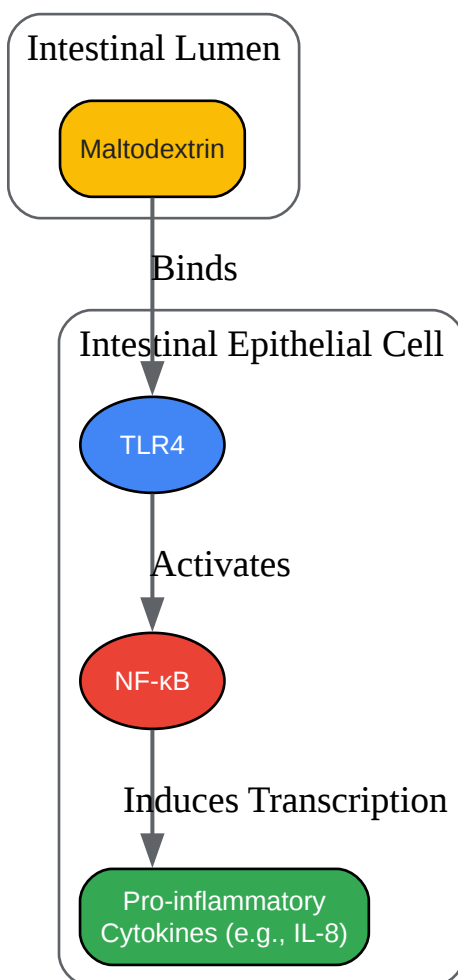 Intestinal Lumen
Maltodextrin
Binds
Intestinal Epithelial Cell
TLR4
Activates
NF-κB
Induces Transcription
Pro-inflammatory
Cytokines (e.g., IL-8)